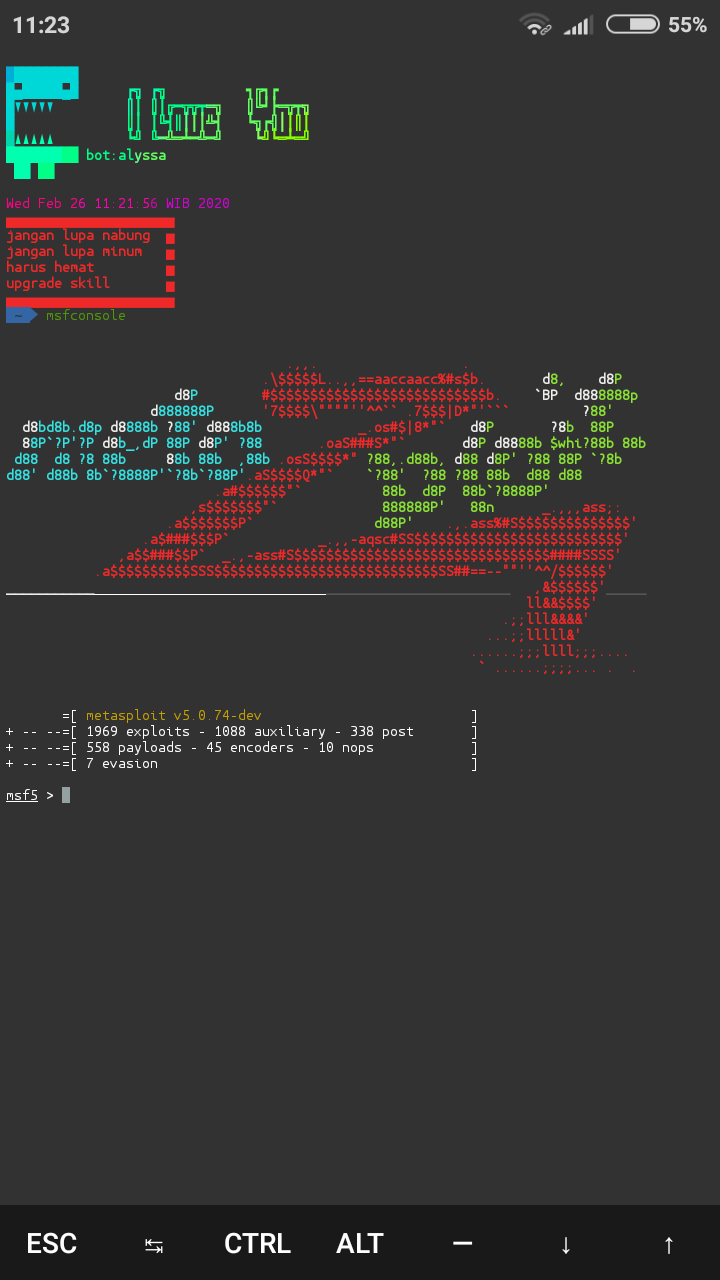 11:23
55%
bot:alyssa
Wed Feb 26 11:21:56 WIB 2020
jangan lupa nabung
jangan lupa minum
harus hemat
upgrade skill
~ msfconsole
=[ metasploit v5.0.74-dev ]
+ -- --=[ 1969 exploits - 1088 auxiliary - 338 post ]
+ -- --=[ 558 payloads - 45 encoders - 10 nops ]
+ -- --=[ 7 evasion ]
msf5 >
ESC ↹ CTRL ALT — ↓ ↑